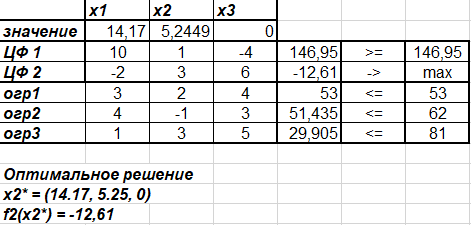 x1 x2 x3
значение 14,17 5,2449 0
ЦФ 1 10 1 -4 146,95 >= 146,95
ЦФ 2 -2 3 6 -12,61 -> max
огр1 3 2 4 53 <= 53
огр2 4 -1 3 51,435 <= 62
огр3 1 3 5 29,905 <= 81
Оптимальное решение
x2* = (14.17, 5.25, 0)
f2(x2*) = -12,61